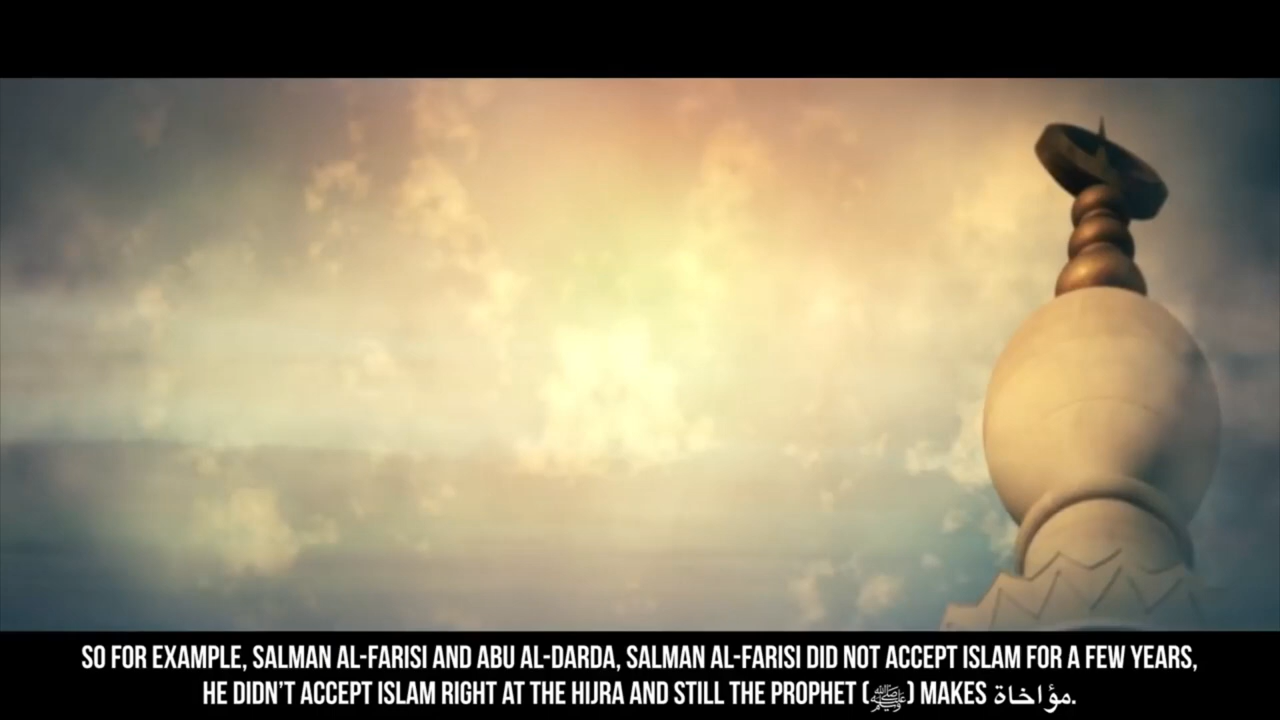 SO FOR EXAMPLE, SALMAN AL-FARISI AND ABU AL-DARDA, SALMAN AL-FARISI DID NOT ACCEPT ISLAM FOR A FEW YEARS,
HE DIDN'T ACCEPT ISLAM RIGHT AT THE HIJRA AND STILL THE PROPHET (ﷺ) MAKES مؤاخاة.